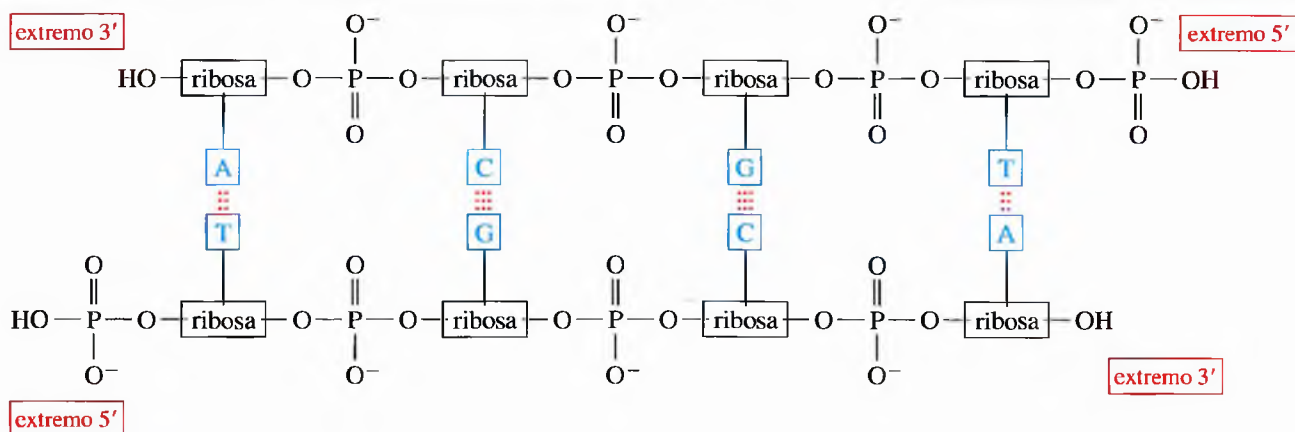 O⁻ O⁻ O⁻ O⁻
extremo 3′ extremo 5′
HO ribosa O P O ribosa O P O ribosa O P O ribosa O P OH
O O O O
A C G T
T G C A
O O O O
HO P O ribosa O P O ribosa O P O ribosa O P O ribosa OH
O⁻ O⁻ O⁻ O⁻
extremo 3′
extremo 5′